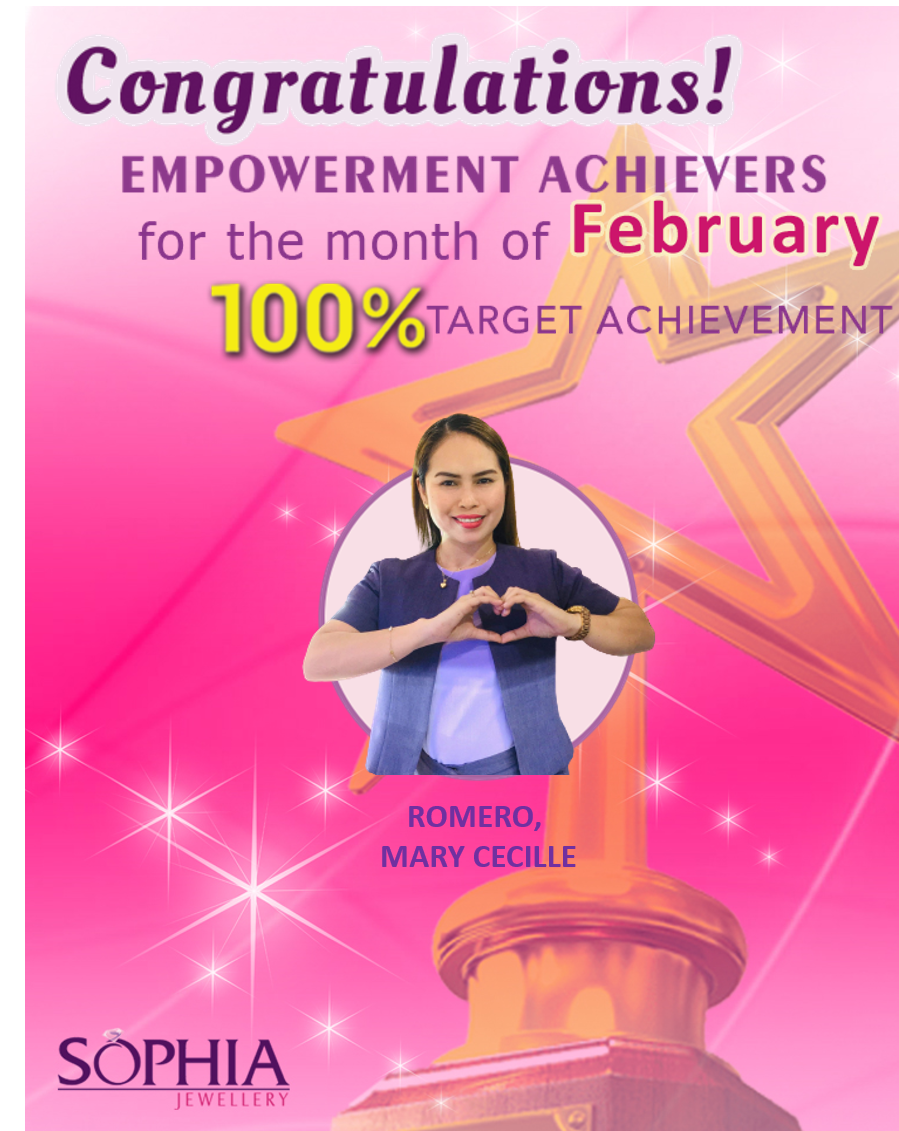 Congratulations!
EMPOWERMENT ACHIEVERS
for the month of February
100% TARGET ACHIEVEMENT
ROMERO,
MARY CECILLE
SOPHIA
JEWELLERY